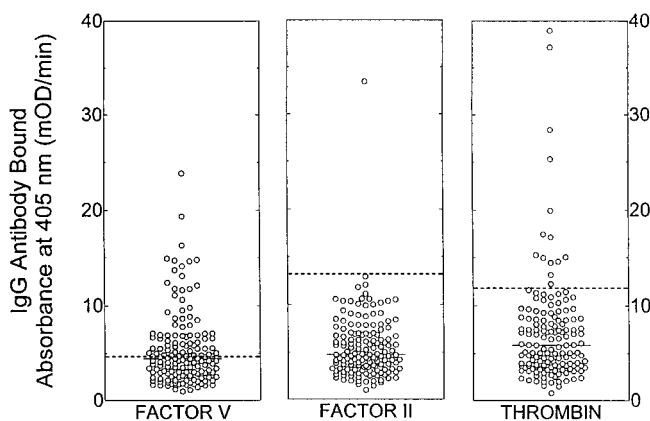 IgG Antibody Bound
Absorbance at 405 nm (mOD/min)
40
30
20
10
0
40
30
20
10
0
FACTOR V
FACTOR II
THROMBIN